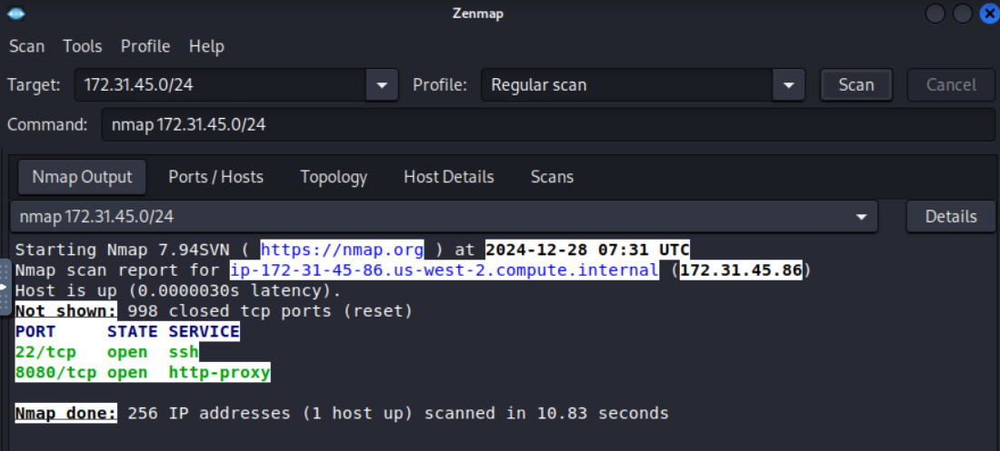 Zenmap
Scan Tools Profile Help
Target: 172.31.45.0/24 Profile: Regular scan Scan Cancel
Command: nmap 172.31.45.0/24
Nmap Output Ports / Hosts Topology Host Details Scans
nmap 172.31.45.0/24 Details
Starting Nmap 7.94SVN ( https://nmap.org ) at 2024-12-28 07:31 UTC
Nmap scan report for ip-172-31-45-86.us-west-2.compute.internal (172.31.45.86)
Host is up (0.0000030s latency).
Not shown: 998 closed tcp ports (reset)
PORT     STATE SERVICE
22/tcp   open  ssh
8080/tcp open  http-proxy
Nmap done: 256 IP addresses (1 host up) scanned in 10.83 seconds